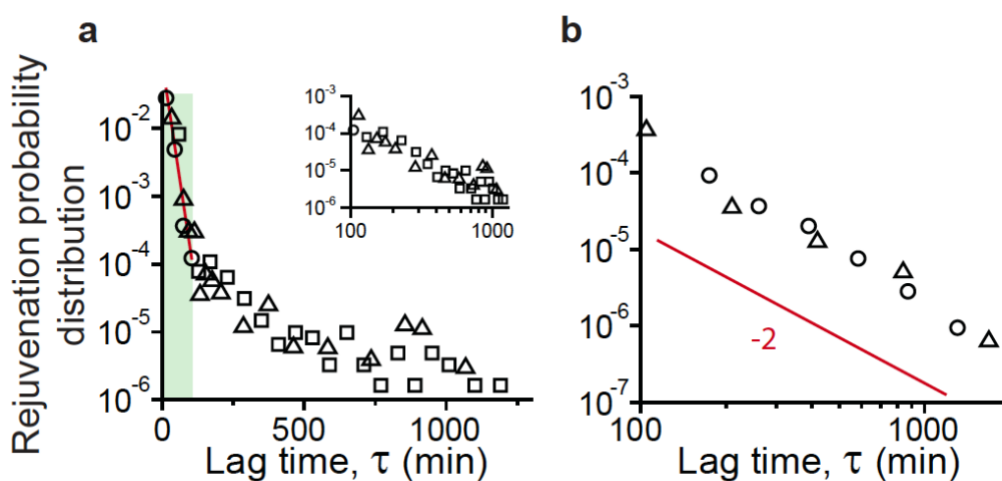 a
Rejuvenation probability
distribution
10⁻²
10⁻³
10⁻⁴
10⁻⁵
10⁻⁶
0 500 1000
Lag time, τ (min)
10⁻³
10⁻⁴
10⁻⁵
10⁻⁶
100 1000
b
10⁻³
10⁻⁴
10⁻⁵
10⁻⁶
10⁻⁷
-2
100 1000
Lag time, τ (min)